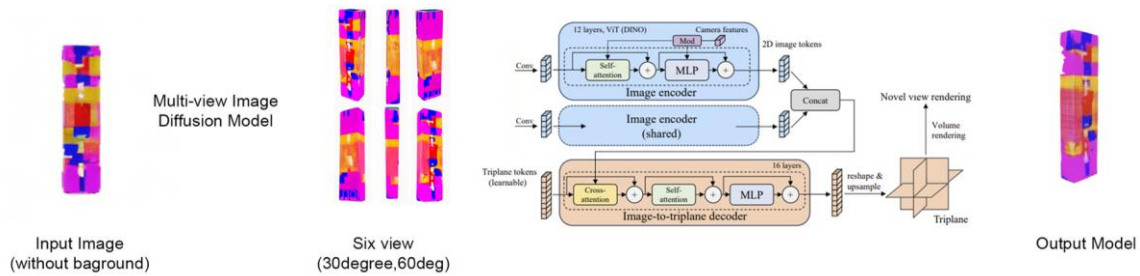 Multi-view Image
Diffusion Model
Input Image
(without baground)
Six view
(30degree,60deg)
12 layers, ViT (DINO)
Mod
Camera features
2D image tokens
Conv
Self-
attention
+
MLP
+
Image encoder
Concat
Conv
Image encoder
(shared)
Novel view rendering
Volume
rendering
Triplane tokens
(learnable)
16 layers
Cross-
attention
+
Self-
attention
+
MLP
+
Image-to-triplane decoder
reshape &
upsample
Triplane
Output Model